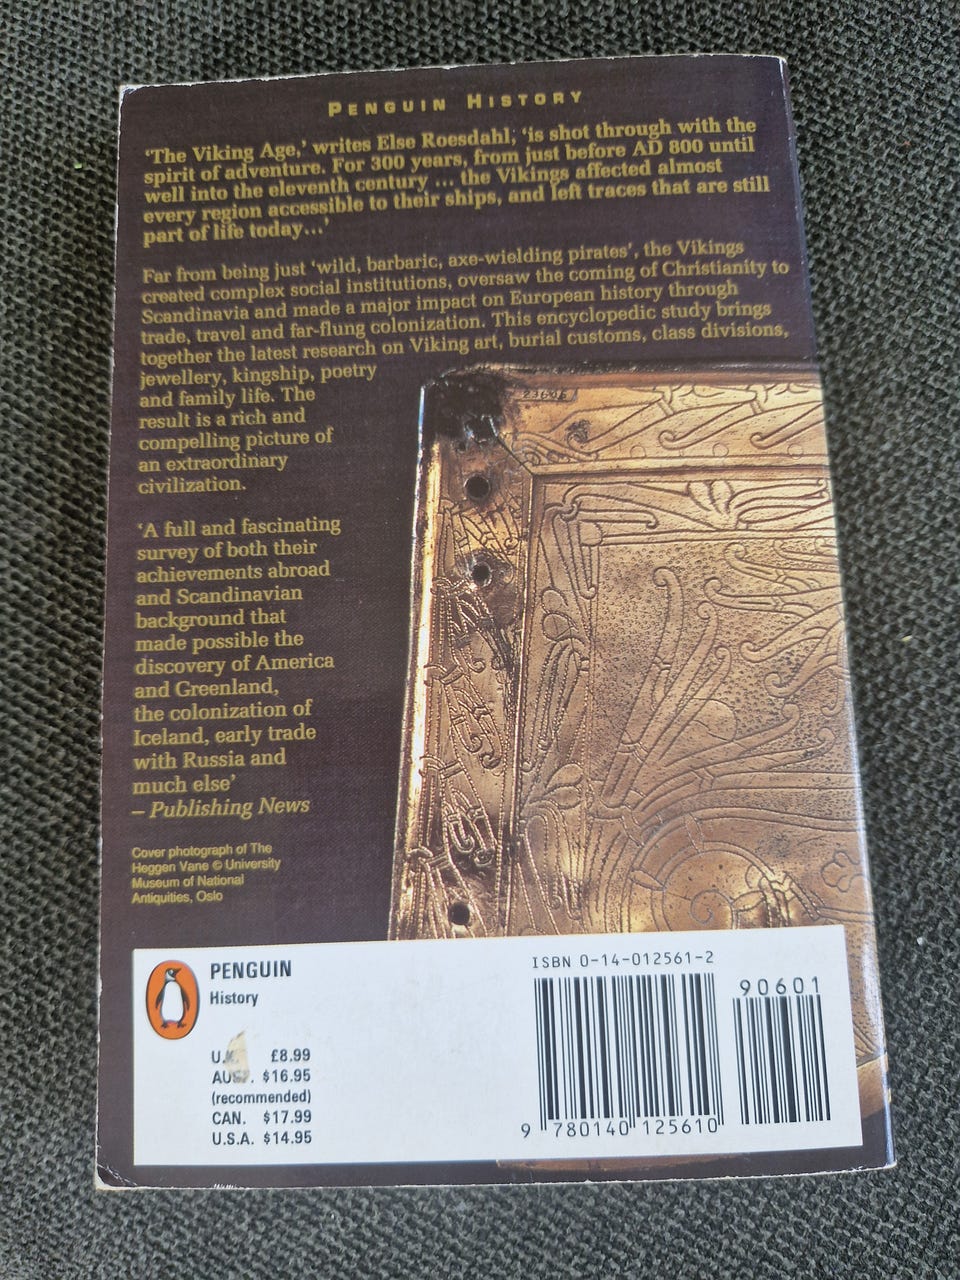 PENGUIN HISTORY
‘The Viking Age,’ writes Else Roesdahl, ‘is shot through with the
spirit of adventure. For 300 years, from just before AD 800 until
well into the eleventh century ... the Vikings affected almost
every region accessible to their ships, and left traces that are still
part of life today...’
Far from being just ‘wild, barbaric, axe-wielding pirates’, the Vikings
created complex social institutions, oversaw the coming of Christianity to
Scandinavia and made a major impact on European history through
trade, travel and far-flung colonization. This encyclopedic study brings
together the latest research on Viking art, burial customs, class divisions,
jewellery, kingship, poetry
and family life. The
result is a rich and
compelling picture of
an extraordinary
civilization.
‘A full and fascinating
survey of both their
achievements abroad
and Scandinavian
background that
made possible the
discovery of America
and Greenland,
the colonization of
Iceland, early trade
with Russia and
much else’
– Publishing News
Cover photograph of The
Heggen Vane © University
Museum of National
Antiquities, Oslo
PENGUIN
History
U.K. £8.99
AUST. $16.95
(recommended)
CAN. $17.99
U.S.A. $14.95
ISBN 0-14-012561-2
90601
9 780140 125610